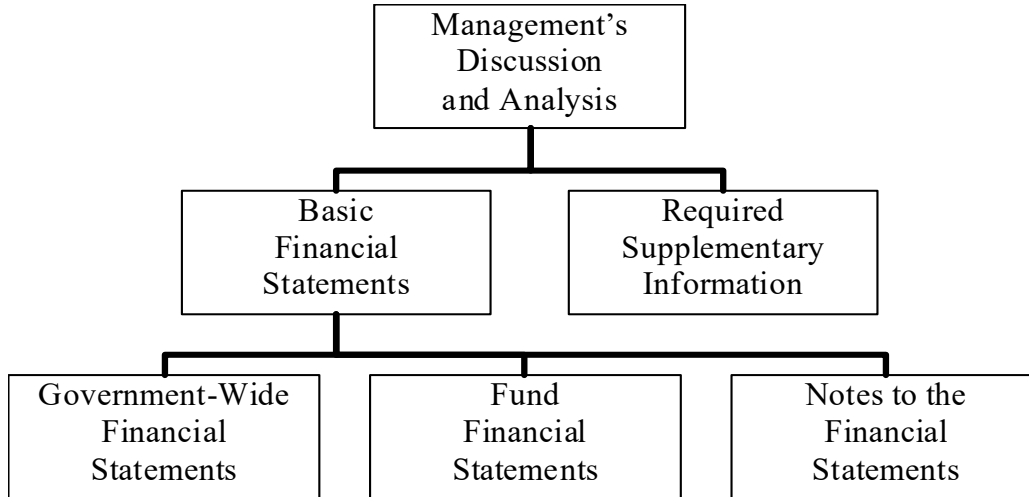 Management’s
Discussion
and Analysis
Basic
Financial
Statements
Required
Supplementary
Information
Government-Wide
Financial
Statements
Fund
Financial
Statements
Notes to the
Financial
Statements